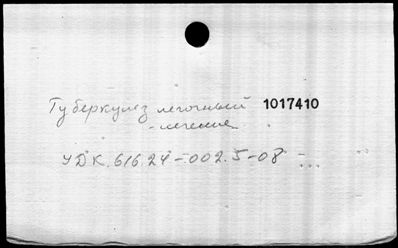 Туберкулез легочный 1017410
- лечение
УДК. 616.24-002.5-08 -...